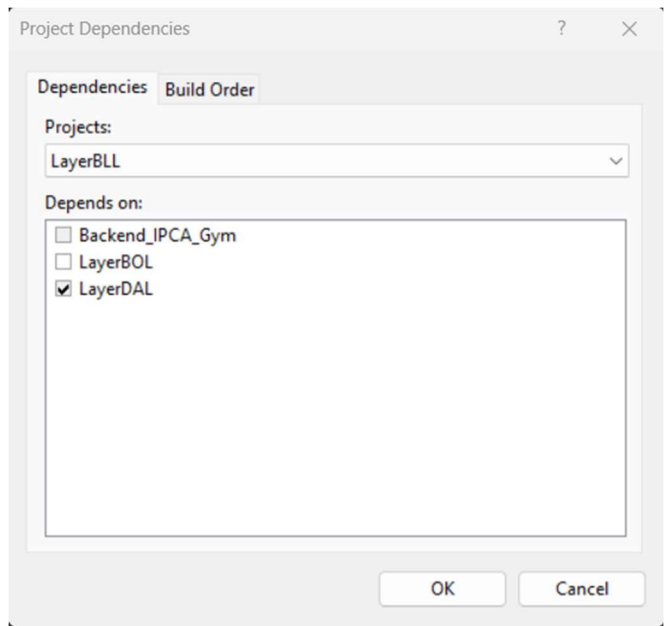 Project Dependencies
?
Dependencies
Build Order
Projects:
LayerBLL
Depends on:
Backend_IPCA_Gym
LayerBOL
LayerDAL
OK
Cancel